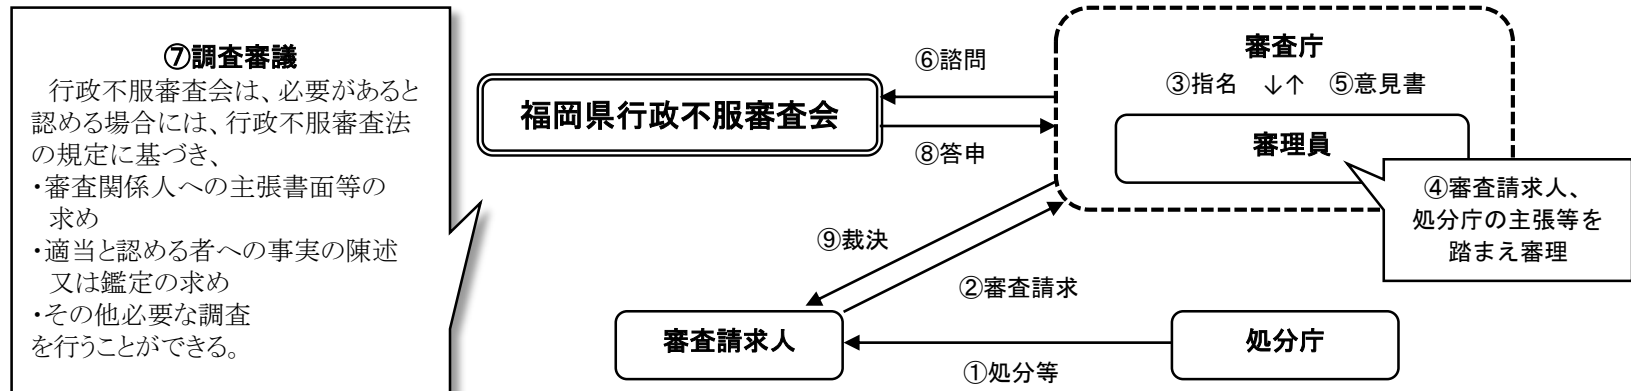 ⑦調査審議
行政不服審査会は、必要があると
認める場合には、行政不服審査法
の規定に基づき、
・審査関係人への主張書面等の
求め
・適当と認める者への事実の陳述
又は鑑定の求め
・その他必要な調査
を行うことができる。
福岡県行政不服審査会
⑥諮問
⑧答申
審査庁
③指名 ↓↑ ⑤意見書
審理員
④審査請求人、
処分庁の主張等を
踏まえ審理
⑨裁決
②審査請求
審査請求人
処分庁
①処分等